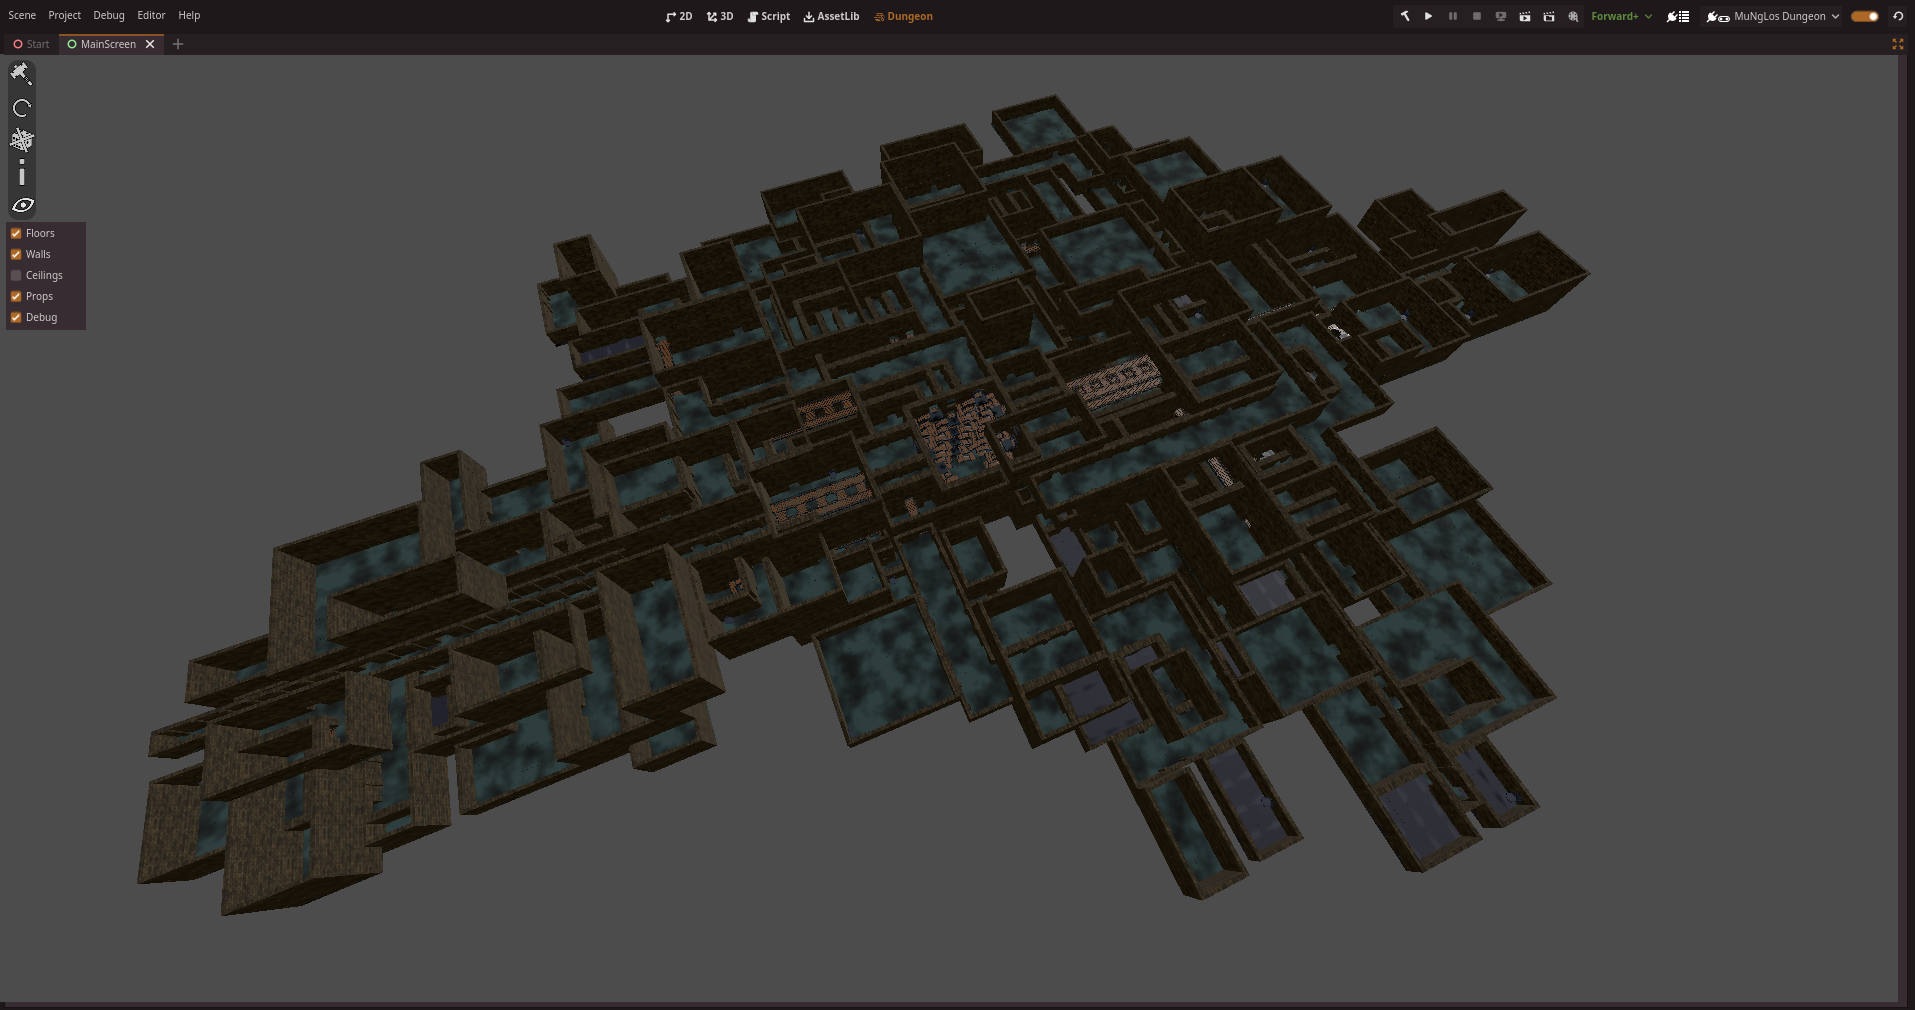 Scene Project Debug Editor Help 2D 3D Script AssetLib Dungeon Forward+ MuNgLos Dungeon
Start MainScreen
Floors
Walls
Ceilings
Props
Debug